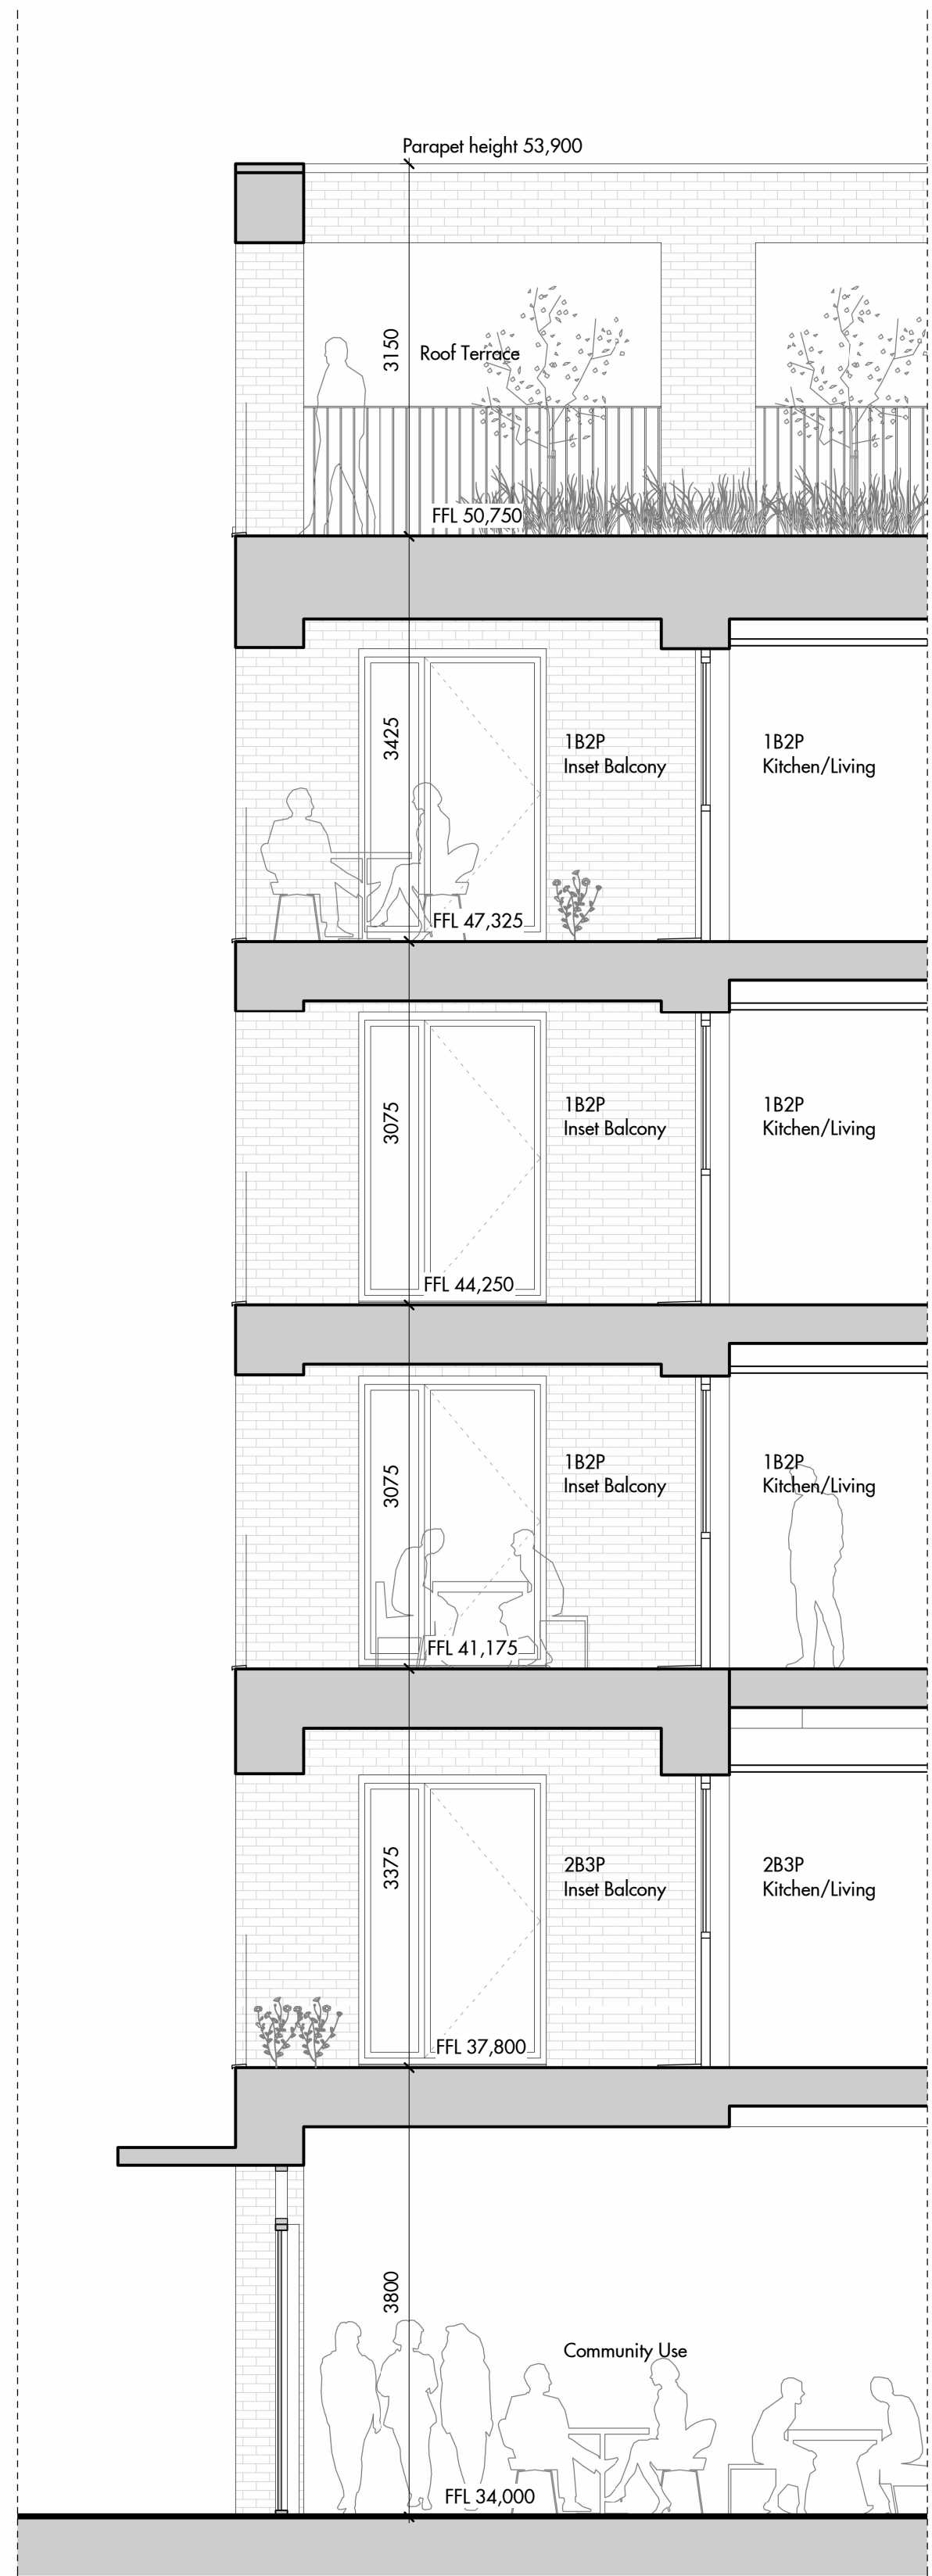 Parapet height 53,900
3150
Roof Terrace
FFL 50,750
3425
1B2P
Inset Balcony
1B2P
Kitchen/Living
FFL 47,325
3075
1B2P
Inset Balcony
1B2P
Kitchen/Living
FFL 44,250
3075
1B2P
Inset Balcony
1B2P
Kitchen/Living
FFL 41,175
3375
2B3P
Inset Balcony
2B3P
Kitchen/Living
FFL 37,800
3800
Community Use
FFL 34,000